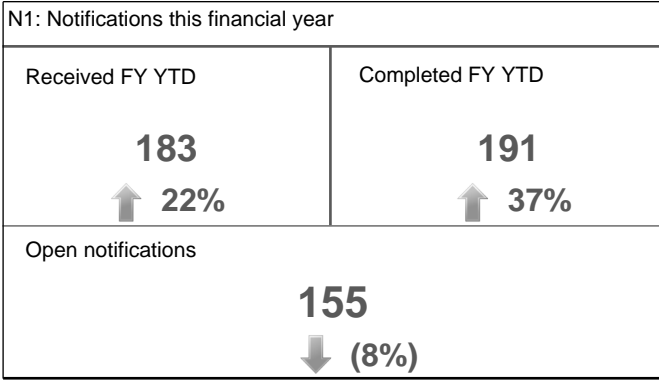 N1: Notifications this financial year
Received FY YTD
183
22%
Completed FY YTD
191
37%
Open notifications
155
(8%)